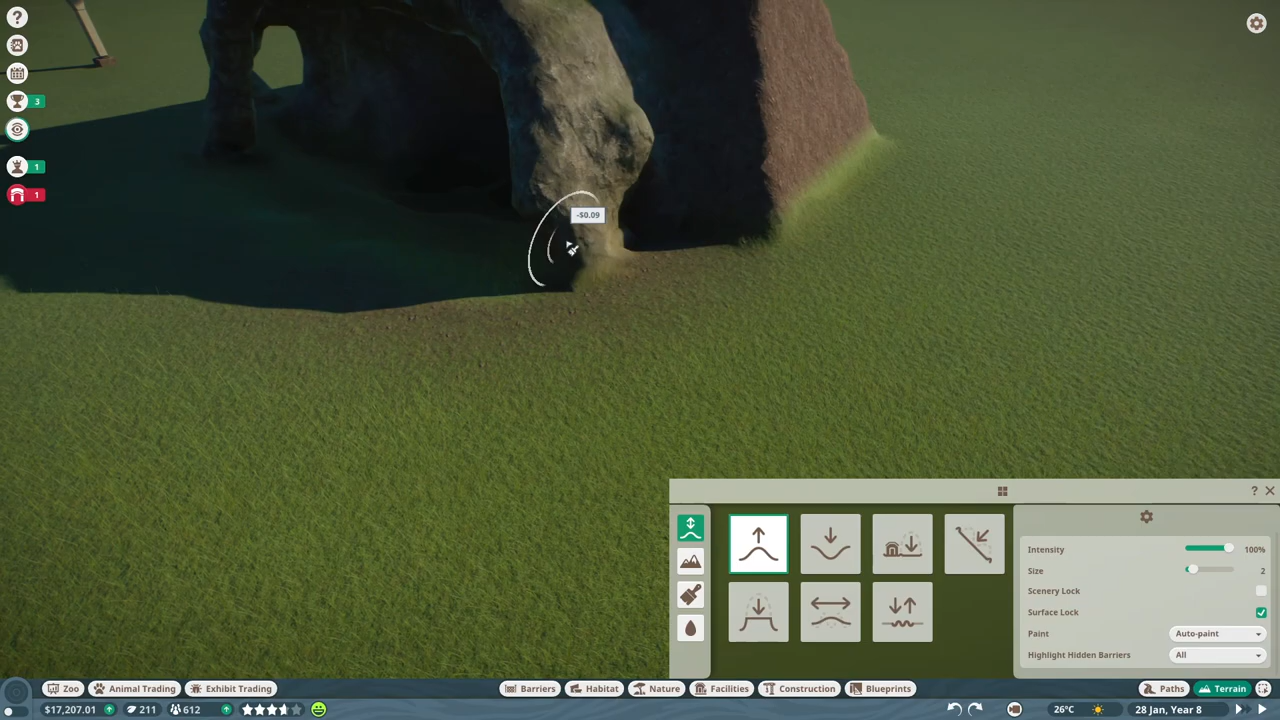 ?
3
1
1
-$0.09
? ×
Intensity 100%
Size 2
Scenery Lock
Surface Lock
Paint Auto-paint
Highlight Hidden Barriers All
Zoo Animal Trading Exhibit Trading Barriers Habitat Nature Facilities Construction Blueprints Paths Terrain
$17,207.01 211 612 26°C 28 Jan, Year 8